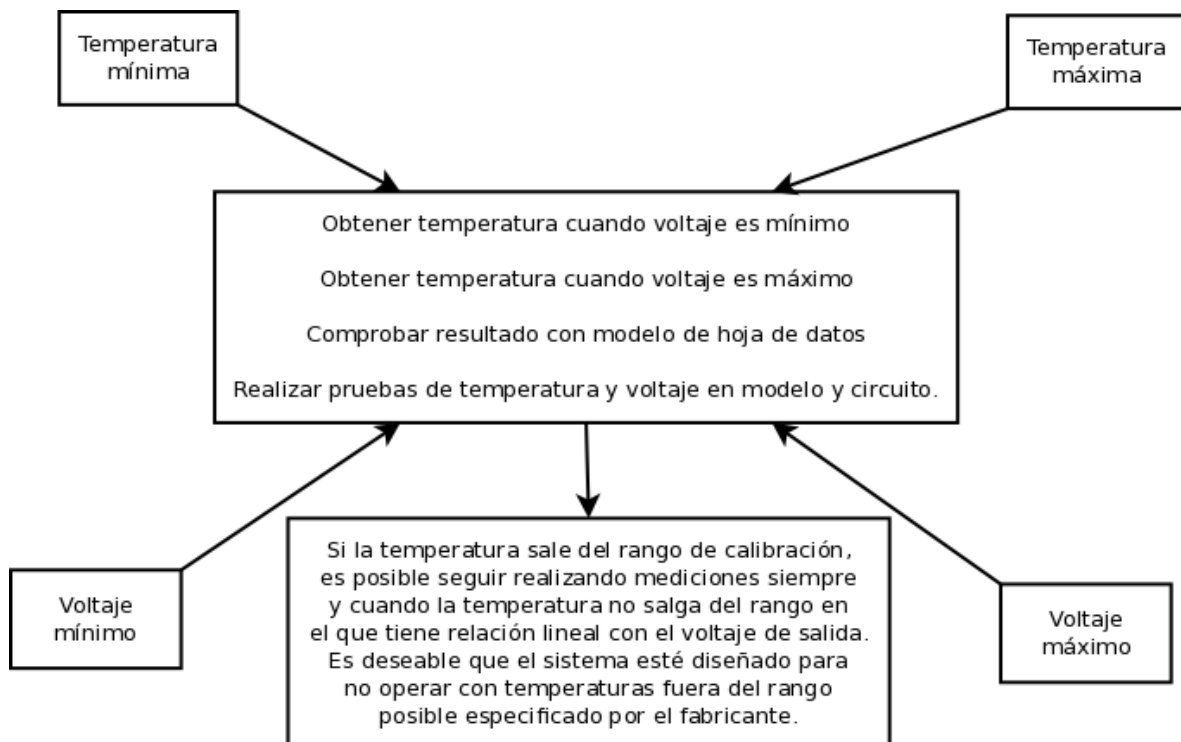 Temperatura
mínima
Temperatura
máxima
Obtener temperatura cuando voltaje es mínimo
Obtener temperatura cuando voltaje es máximo
Comprobar resultado con modelo de hoja de datos
Realizar pruebas de temperatura y voltaje en modelo y circuito.
Voltaje
mínimo
Si la temperatura sale del rango de calibración,
es posible seguir realizando mediciones siempre
y cuando la temperatura no salga del rango en
el que tiene relación lineal con el voltaje de salida.
Es deseable que el sistema esté diseñado para
no operar con temperaturas fuera del rango
posible especificado por el fabricante.
Voltaje
máximo